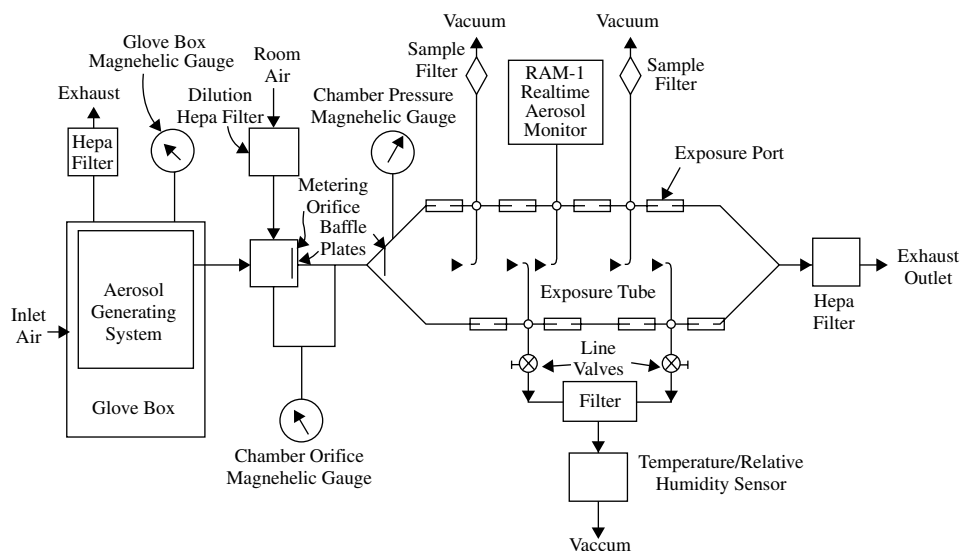 Vacuum
Vacuum
Glove Box
Magnehelic Gauge
Room
Air
Sample
Filter
RAM-1
Realtime
Aerosol
Monitor
Sample
Filter
Exhaust
Dilution
Hepa Filter
Chamber Pressure
Magnehelic Gauge
Hepa
Filter
Exposure Port
Metering
Orifice
Baffle
Plates
Exhaust
Outlet
Aerosol
Generating
System
Exposure Tube
Hepa
Filter
Inlet
Air
Line
Valves
Glove Box
Filter
Chamber Orifice
Magnehelic Gauge
Temperature/Relative
Humidity Sensor
Vaccum